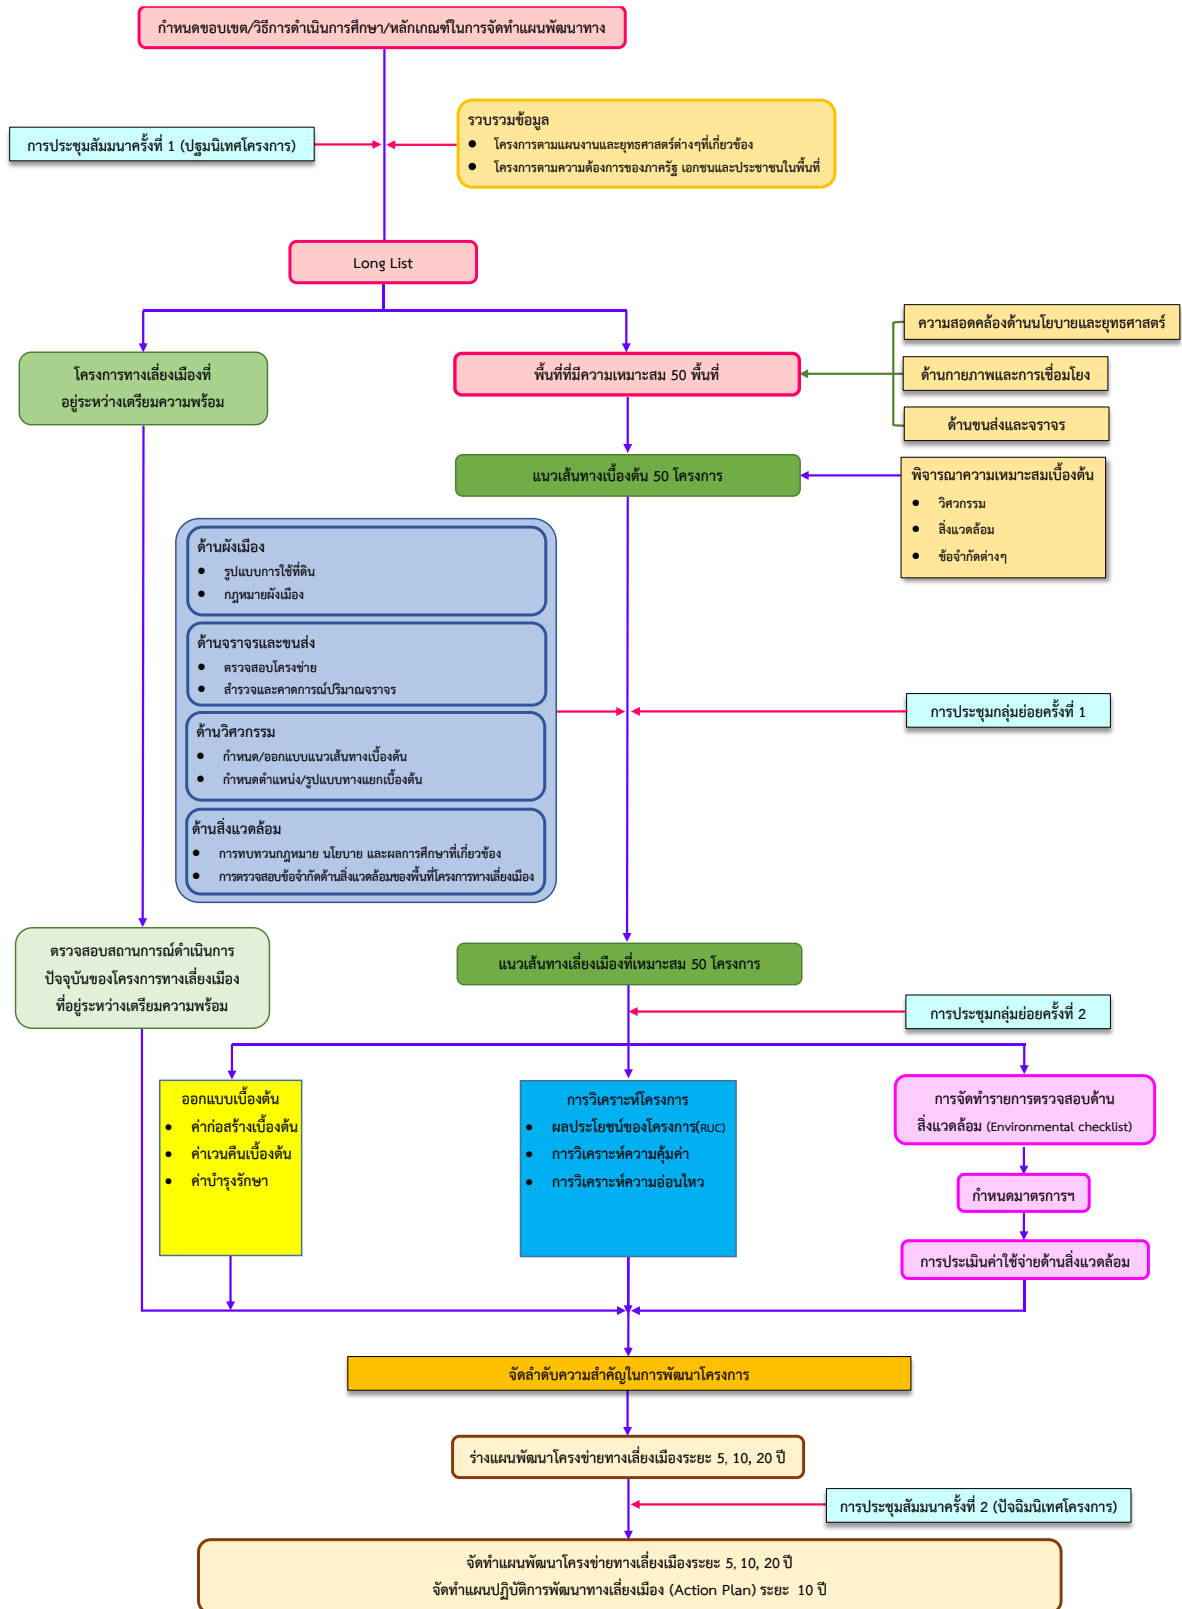 กำหนดขอบเขต/วิธีการดำเนินการศึกษา/หลักเกณฑ์ในการจัดทำแผนพัฒนาทาง
การประชุมสัมมนาครั้งที่ 1 (ปฐมนิเทศโครงการ)
รวบรวมข้อมูล
● โครงการตามแผนงานและยุทธศาสตร์ต่างๆที่เกี่ยวข้อง
● โครงการตามความต้องการของภาครัฐ เอกชนและประชาชนในพื้นที่
Long List
โครงการทางเลี่ยงเมืองที่
อยู่ระหว่างเตรียมความพร้อม
พื้นที่ที่มีความเหมาะสม 50 พื้นที่
ความสอดคล้องด้านนโยบายและยุทธศาสตร์
ด้านกายภาพและการเชื่อมโยง
ด้านขนส่งและจราจร
แนวเส้นทางเบื้องต้น 50 โครงการ
พิจารณาความเหมาะสมเบื้องต้น
● วิศวกรรม
● สิ่งแวดล้อม
● ข้อจำกัดต่างๆ
ด้านผังเมือง
● รูปแบบการใช้ที่ดิน
● กฎหมายผังเมือง
ด้านจราจรและขนส่ง
● ตรวจสอบโครงข่าย
● สำรวจและคาดการณ์ปริมาณจราจร
ด้านวิศวกรรม
● กำหนด/ออกแบบแนวเส้นทางเบื้องต้น
● กำหนดตำแหน่ง/รูปแบบทางแยกเบื้องต้น
ด้านสิ่งแวดล้อม
● การทบทวนกฎหมาย นโยบาย และผลการศึกษาที่เกี่ยวข้อง
● การตรวจสอบข้อจำกัดด้านสิ่งแวดล้อมของพื้นที่โครงการทางเลี่ยงเมือง
การประชุมกลุ่มย่อยครั้งที่ 1
ตรวจสอบสถานการณ์ดำเนินการ
ปัจจุบันของโครงการทางเลี่ยงเมือง
ที่อยู่ระหว่างเตรียมความพร้อม
แนวเส้นทางเลี่ยงเมืองที่เหมาะสม 50 โครงการ
การประชุมกลุ่มย่อยครั้งที่ 2
ออกแบบเบื้องต้น
● ค่าก่อสร้างเบื้องต้น
● ค่าเวนคืนเบื้องต้น
● ค่าบำรุงรักษา
การวิเคราะห์โครงการ
● ผลประโยชน์ของโครงการ(RUC)
● การวิเคราะห์ความคุ้มค่า
● การวิเคราะห์ความอ่อนไหว
การจัดทำรายการตรวจสอบด้าน
สิ่งแวดล้อม (Environmental checklist)
กำหนดมาตรการฯ
การประเมินค่าใช้จ่ายด้านสิ่งแวดล้อม
จัดลำดับความสำคัญในการพัฒนาโครงการ
ร่างแผนพัฒนาโครงข่ายทางเลี่ยงเมืองระยะ 5, 10, 20 ปี
การประชุมสัมมนาครั้งที่ 2 (ปัจฉิมนิเทศโครงการ)
จัดทำแผนพัฒนาโครงข่ายทางเลี่ยงเมืองระยะ 5, 10, 20 ปี
จัดทำแผนปฏิบัติการพัฒนาทางเลี่ยงเมือง (Action Plan) ระยะ 10 ปี